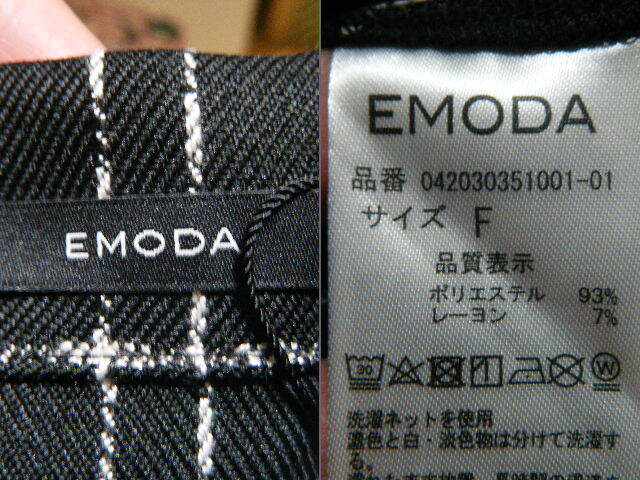 EMODA
EMODA
品番 042030351001-01
サイズ F
品質表示
ポリエステル 93%
レーヨン 7%
30
W
洗濯ネットを使用
濃色と白・淡色物は分けて洗濯す
る。